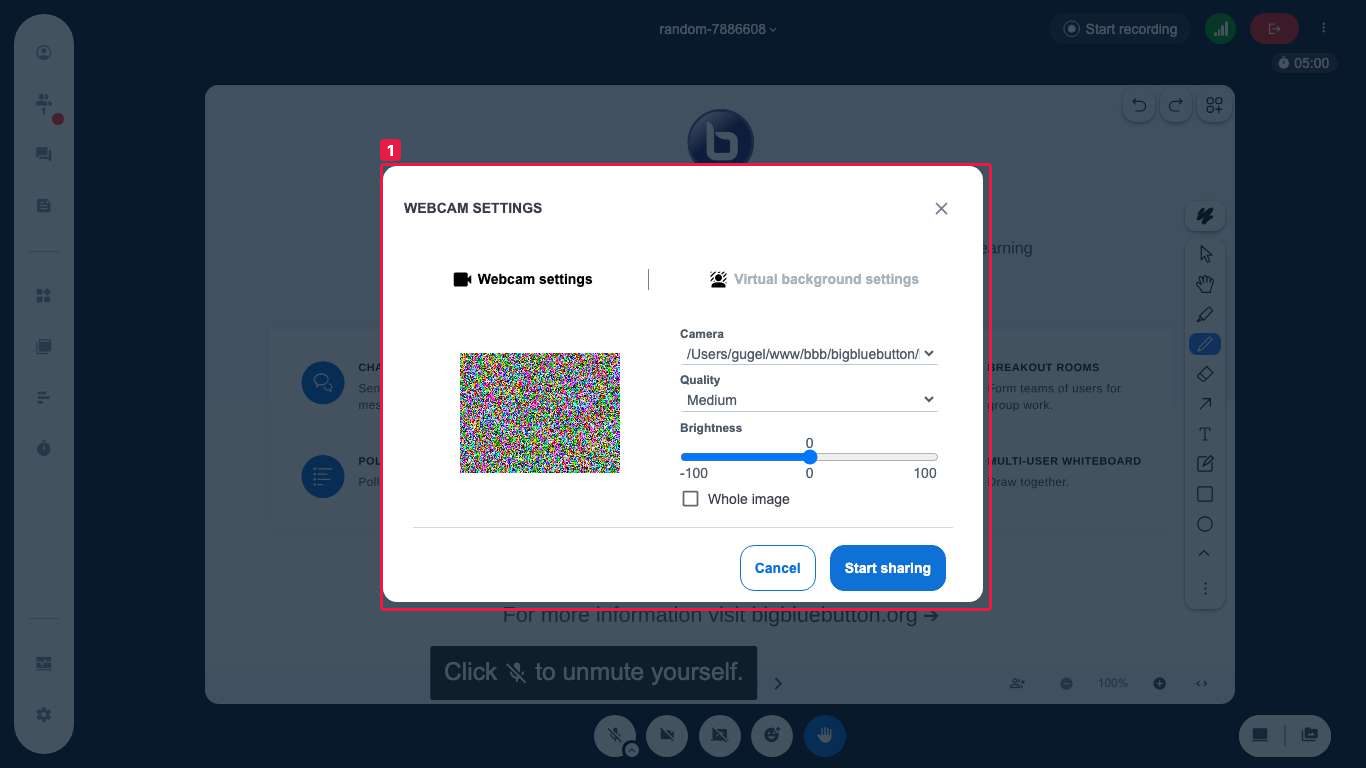 random-7886608
Start recording
05:00
1
WEBCAM SETTINGS
Webcam settings
Virtual background settings
Camera
/Users/gugel/www/bbb/bigbluebutton/
Quality
Medium
Brightness
0
-100
0
100
Whole image
Cancel
Start sharing
earning
CHA
Sen
mes
POL
Poll
BREAKOUT ROOMS
Form teams of users for
group work.
MULTI-USER WHITEBOARD
Draw together.
For more information visit bigbluebutton.org →
Click to unmute yourself.
100%